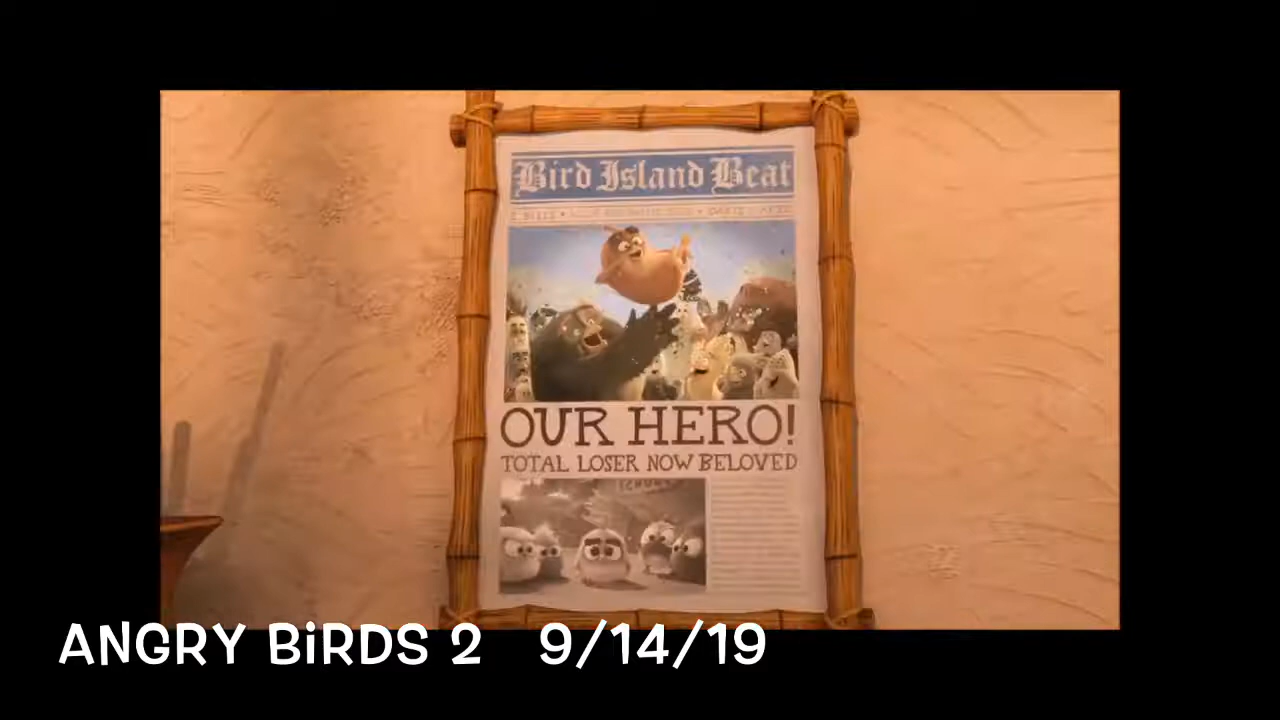 Bird Island Beat
OUR HERO!
TOTAL LOSER NOW BELOVED
ANGRY BiRDS 2 9/14/19